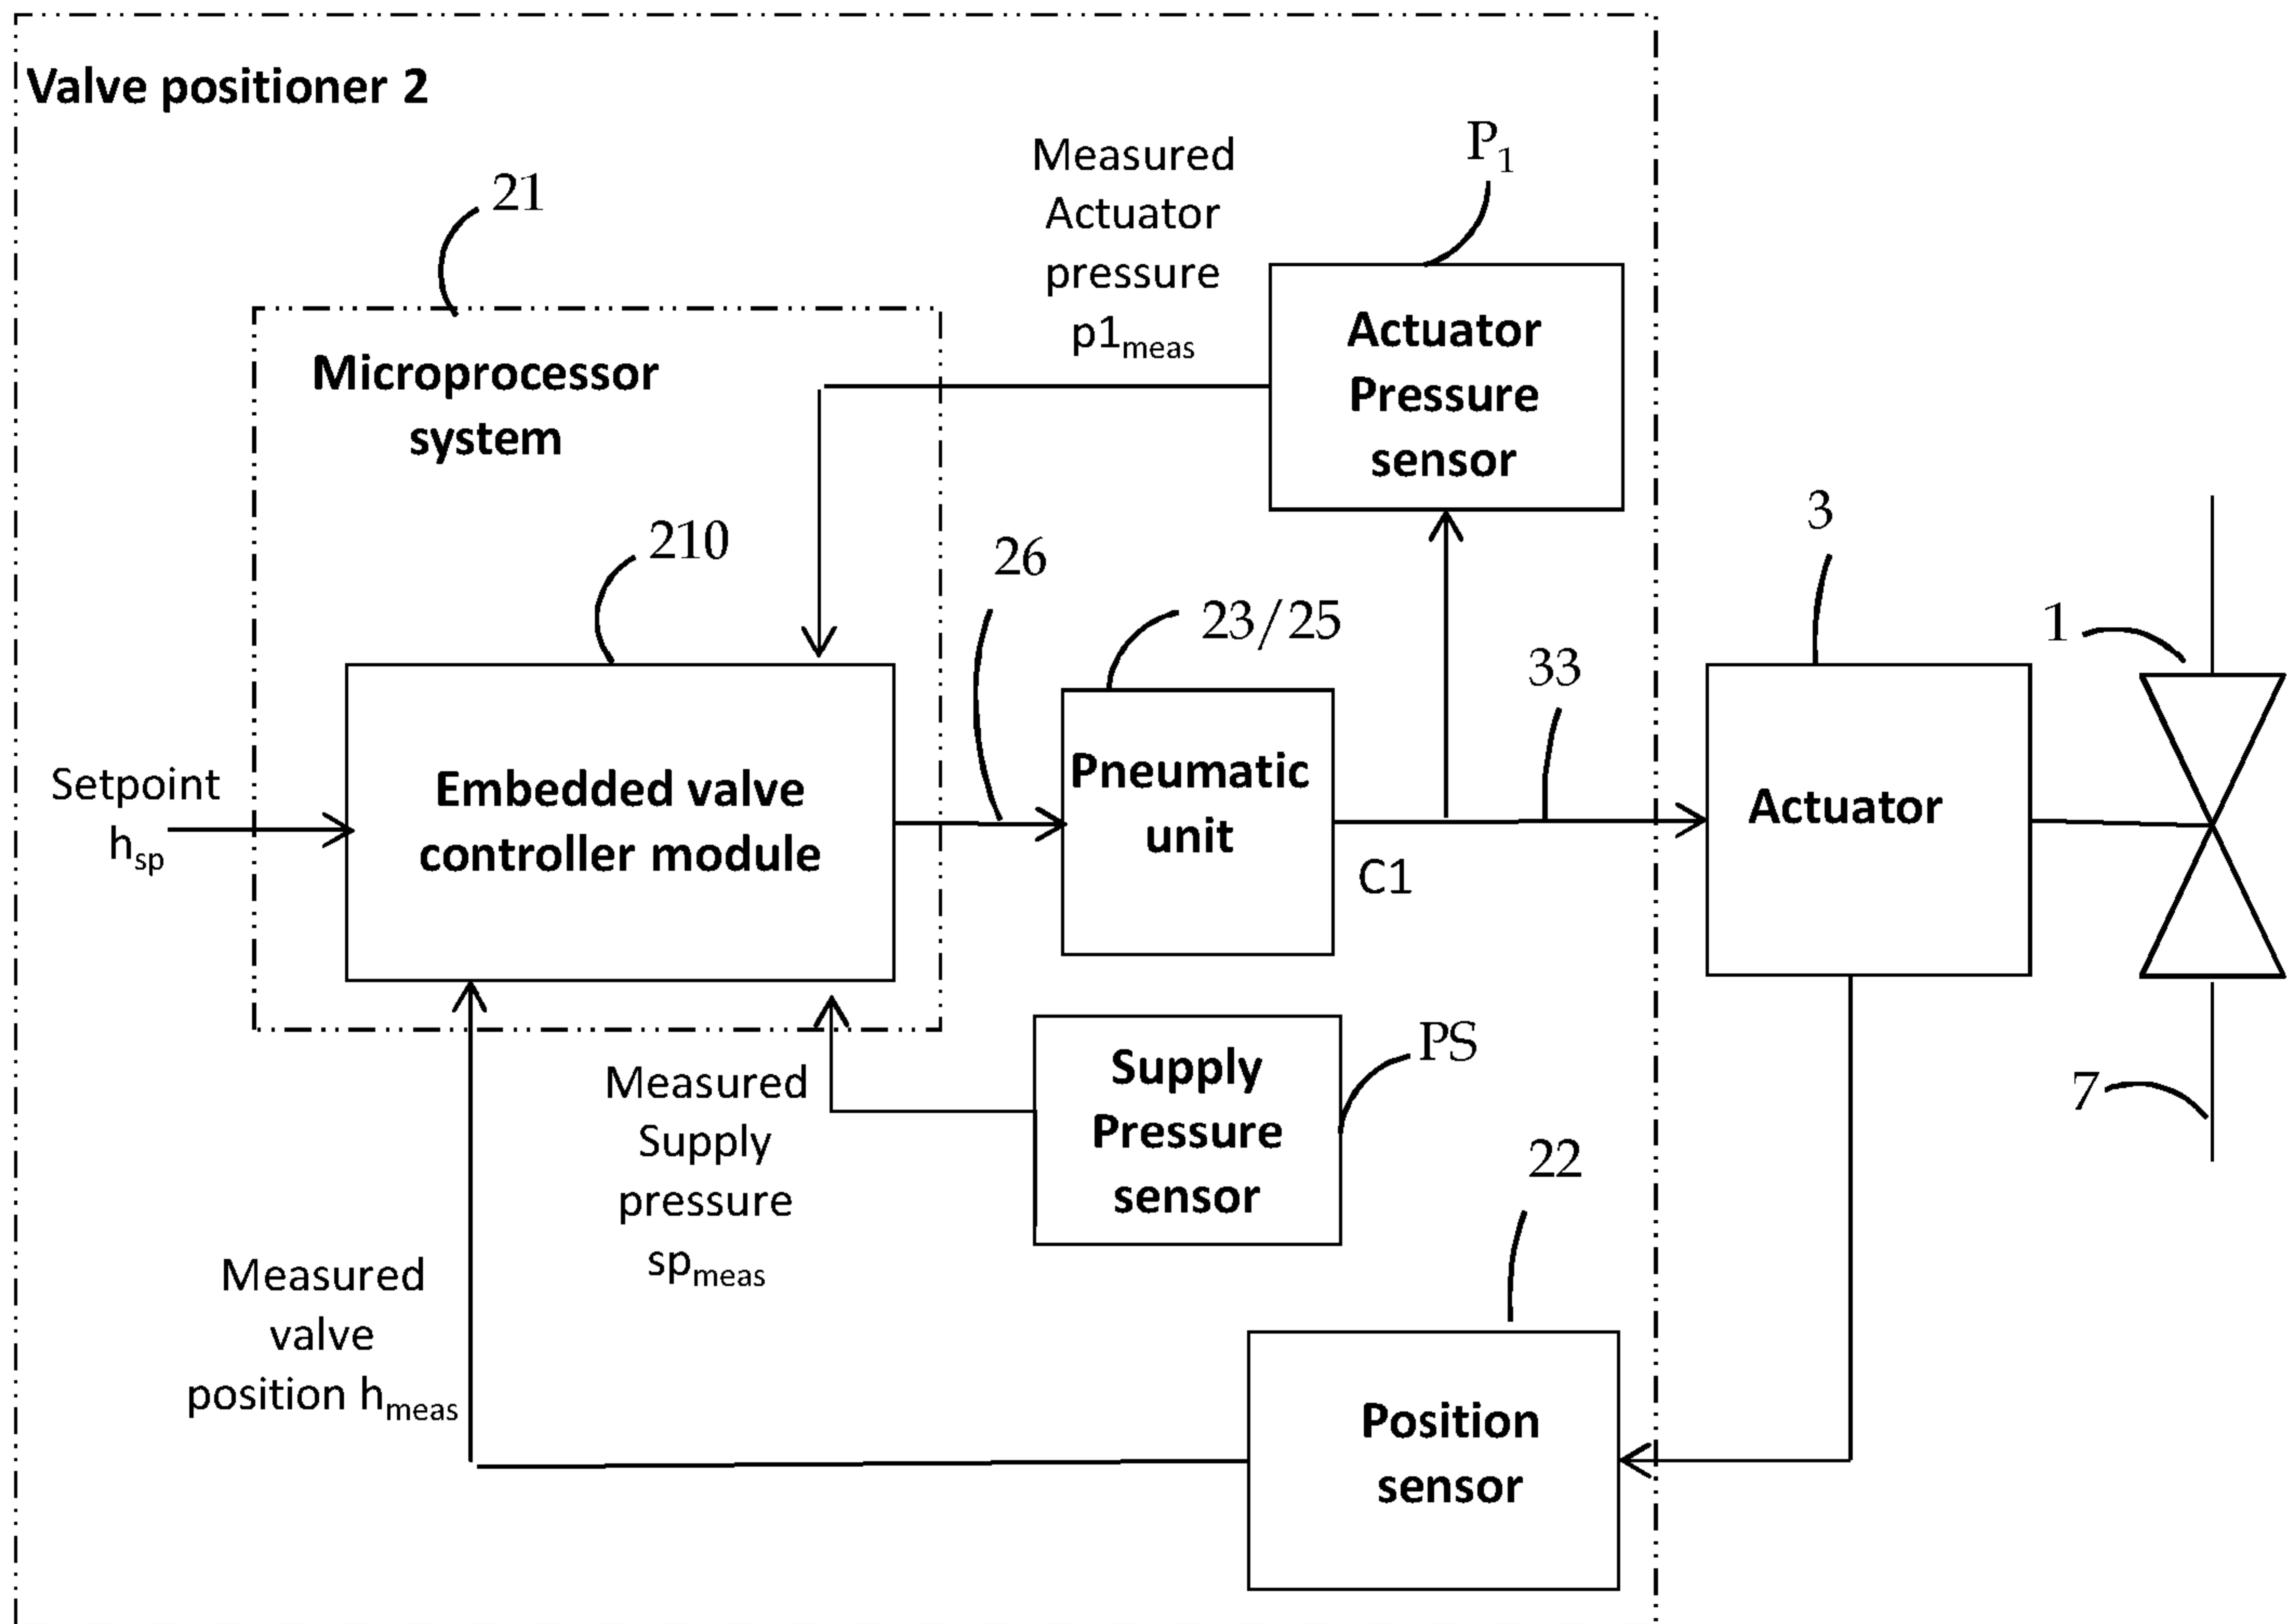 Valve positioner 2
21
Microprocessor
system
Measured
Actuator
pressure
p1meas
P1
Actuator
Pressure
sensor
210
26
23/25
33
3
1
Setpoint
hsp
Embedded valve
controller module
Pneumatic
unit
C1
Actuator
Measured
Supply
pressure
spmeas
Supply
Pressure
sensor
PS
7
22
Measured
valve
position hmeas
Position
sensor